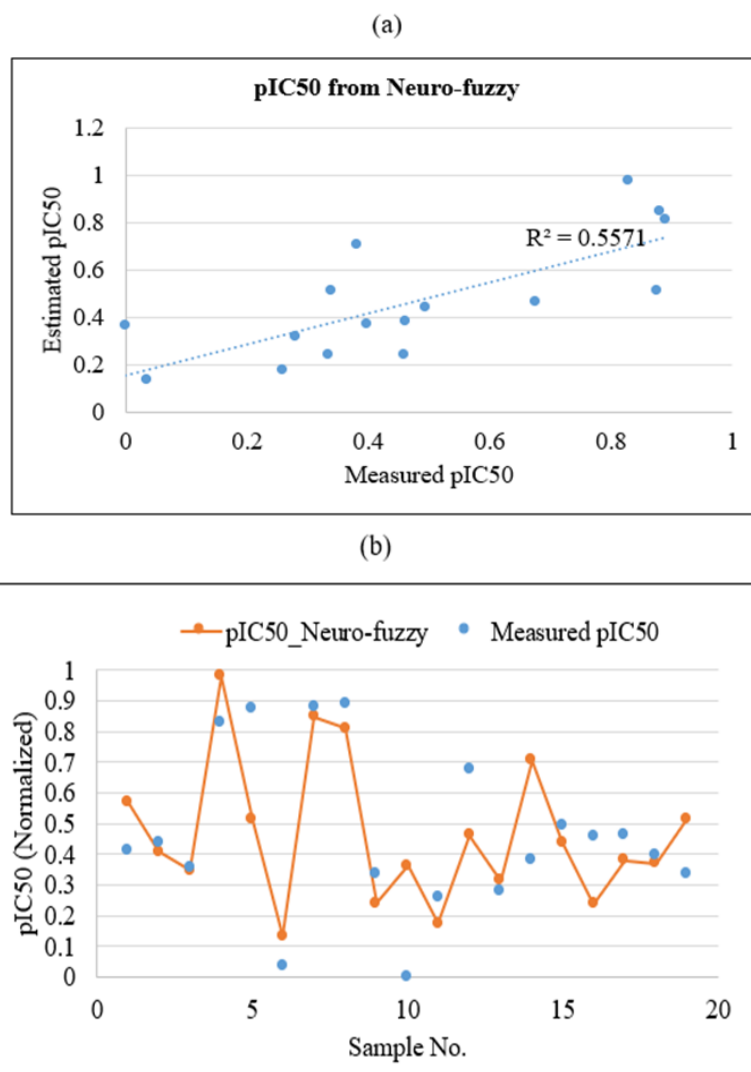 (a)
pIC50 from Neuro-fuzzy
1.2
1
0.8
0.6
0.4
0.2
0
Estimated pIC50
R² = 0.5571
0 0.2 0.4 0.6 0.8 1
Measured pIC50
(b)
pIC50_Neuro-fuzzy Measured pIC50
1
0.9
0.8
0.7
0.6
0.5
0.4
0.3
0.2
0.1
0
pIC50 (Normalized)
0 5 10 15 20
Sample No.